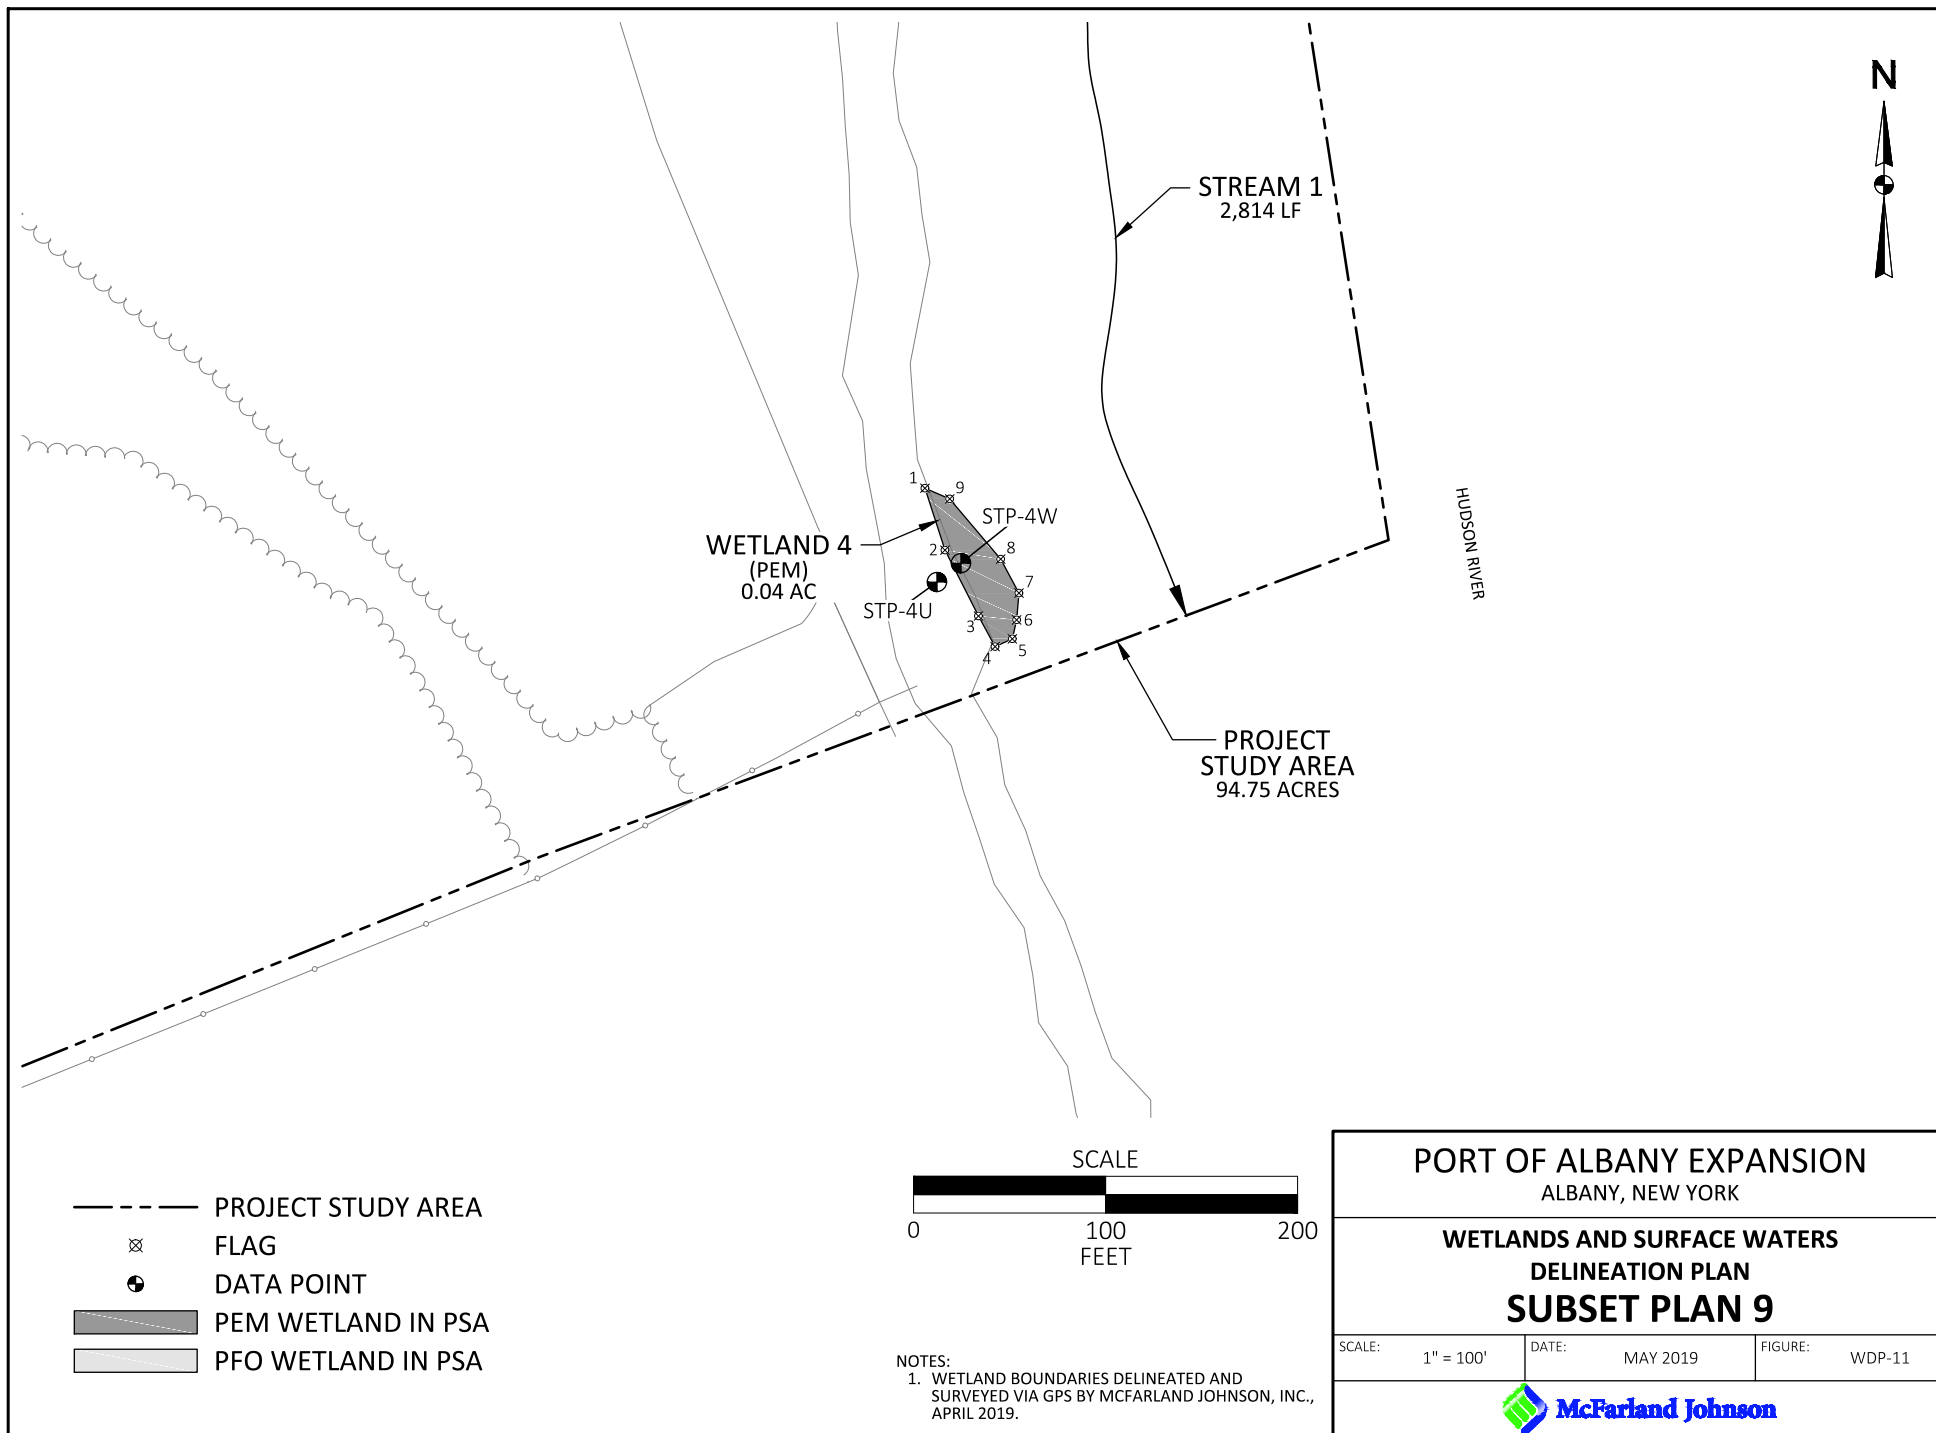 N
STREAM 1
2,814 LF
HUDSON RIVER
1
9
STP-4W
WETLAND 4
(PEM)
0.04 AC
2
8
7
STP-4U
3
6
4
5
PROJECT
STUDY AREA
94.75 ACRES
SCALE
0 100 200
FEET
PROJECT STUDY AREA
FLAG
DATA POINT
PEM WETLAND IN PSA
PFO WETLAND IN PSA
NOTES:
1. WETLAND BOUNDARIES DELINEATED AND
SURVEYED VIA GPS BY MCFARLAND JOHNSON, INC.,
APRIL 2019.
PORT OF ALBANY EXPANSION
ALBANY, NEW YORK
WETLANDS AND SURFACE WATERS
DELINEATION PLAN
SUBSET PLAN 9
SCALE: 1" = 100' DATE: MAY 2019 FIGURE: WDP-11
McFarland Johnson